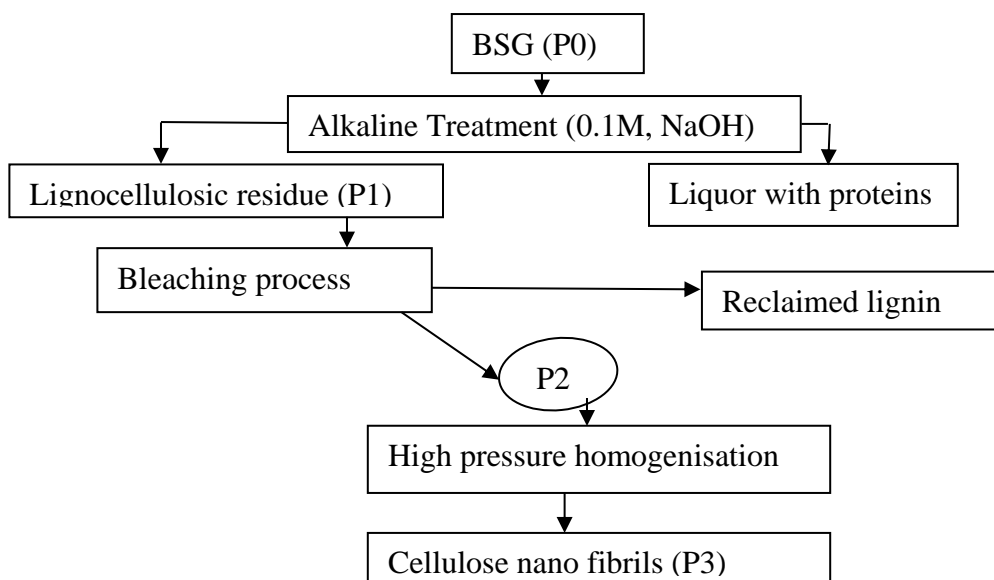 BSG (P0)
Alkaline Treatment (0.1M, NaOH)
Lignocellulosic residue (P1)
Liquor with proteins
Bleaching process
Reclaimed lignin
P2
High pressure homogenisation
Cellulose nano fibrils (P3)